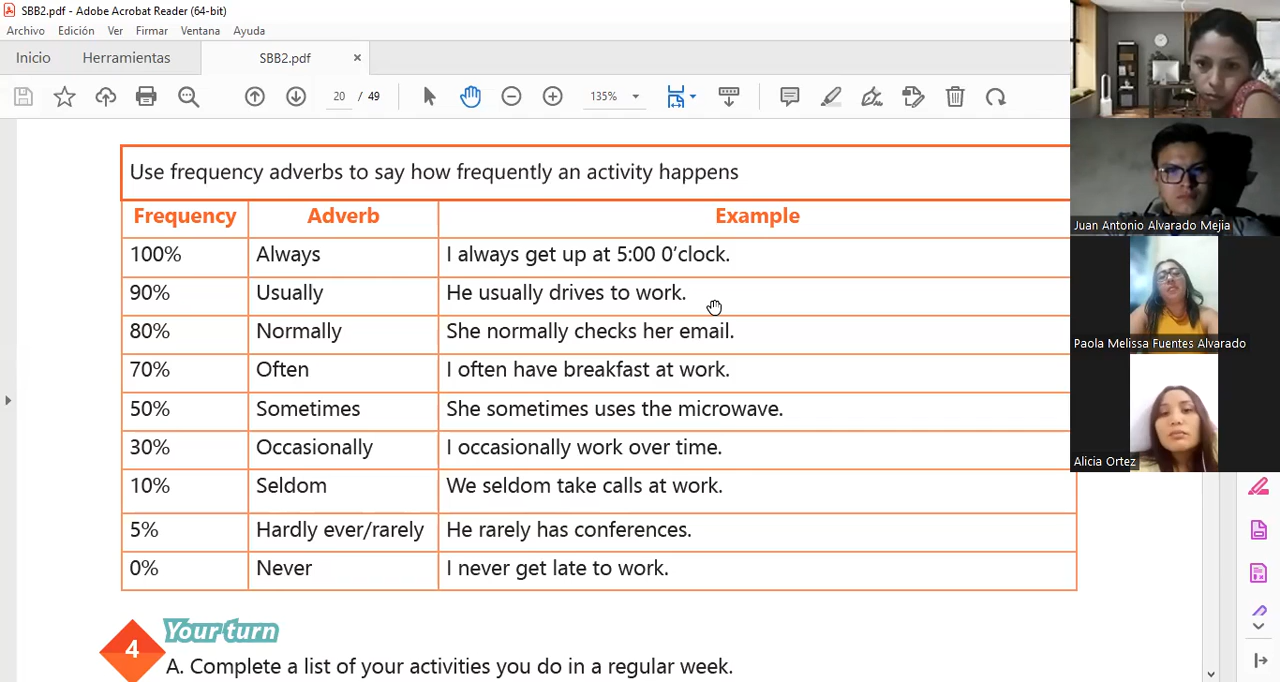 SBB2.pdf - Adobe Acrobat Reader (64-bit)
Archivo Edición Ver Firmar Ventana Ayuda
Inicio Herramientas SBB2.pdf ×
20 / 49 135%
Use frequency adverbs to say how frequently an activity happens
Frequency Adverb Example
100% Always I always get up at 5:00 0’clock.
90% Usually He usually drives to work.
80% Normally She normally checks her email.
70% Often I often have breakfast at work.
50% Sometimes She sometimes uses the microwave.
30% Occasionally I occasionally work over time.
10% Seldom We seldom take calls at work.
5% Hardly ever/rarely He rarely has conferences.
0% Never I never get late to work.
4 Your turn
A. Complete a list of your activities you do in a regular week.
Juan Antonio Alvarado Mejia
Paola Melissa Fuentes Alvarado
Alicia Ortez